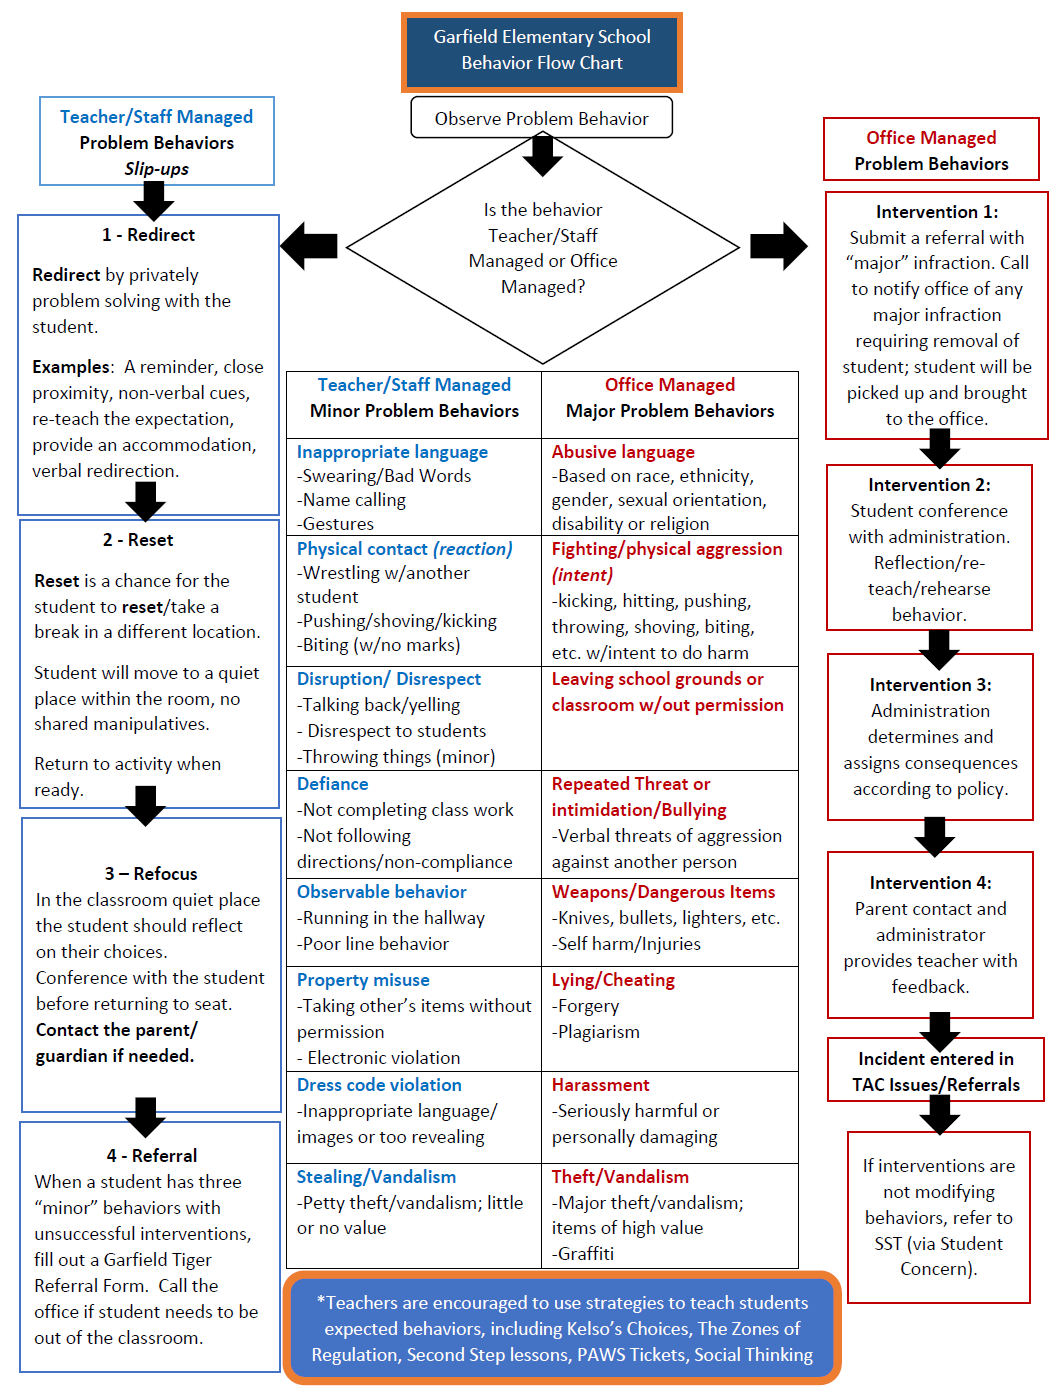 Garfield Elementary School
Behavior Flow Chart
Observe Problem Behavior
Is the behavior
Teacher/Staff
Managed or Office
Managed?
Teacher/Staff Managed
Problem Behaviors
Slip-ups
1 - Redirect
Redirect by privately
problem solving with the
student.
Examples:  A reminder, close
proximity, non-verbal cues,
re-teach the expectation,
provide an accommodation,
verbal redirection.
2 - Reset
Reset is a chance for the
student to reset/take a
break in a different location.
Student will move to a quiet
place within the room, no
shared manipulatives.
Return to activity when
ready.
3 – Refocus
In the classroom quiet place
the student should reflect
on their choices.
Conference with the student
before returning to seat.
Contact the parent/
guardian if needed.
4 - Referral
When a student has three
“minor” behaviors with
unsuccessful interventions,
fill out a Garfield Tiger
Referral Form.  Call the
office if student needs to be
out of the classroom.
Teacher/Staff Managed
Minor Problem Behaviors
Office Managed
Major Problem Behaviors
Inappropriate language
-Swearing/Bad Words
-Name calling
-Gestures
Abusive language
-Based on race, ethnicity,
gender, sexual orientation,
disability or religion
Physical contact (reaction)
-Wrestling w/another
student
-Pushing/shoving/kicking
-Biting (w/no marks)
Fighting/physical aggression
(intent)
-kicking, hitting, pushing,
throwing, shoving, biting,
etc. w/intent to do harm
Disruption/ Disrespect
-Talking back/yelling
- Disrespect to students
-Throwing things (minor)
Leaving school grounds or
classroom w/out permission
Defiance
-Not completing class work
-Not following
directions/non-compliance
Repeated Threat or
intimidation/Bullying
-Verbal threats of aggression
against another person
Observable behavior
-Running in the hallway
-Poor line behavior
Weapons/Dangerous Items
-Knives, bullets, lighters, etc.
-Self harm/Injuries
Property misuse
-Taking other’s items without
permission
- Electronic violation
Lying/Cheating
-Forgery
-Plagiarism
Dress code violation
-Inappropriate language/
images or too revealing
Harassment
-Seriously harmful or
personally damaging
Stealing/Vandalism
-Petty theft/vandalism; little
or no value
Theft/Vandalism
-Major theft/vandalism;
items of high value
-Graffiti
*Teachers are encouraged to use strategies to teach students
expected behaviors, including Kelso’s Choices, The Zones of
Regulation, Second Step lessons, PAWS Tickets, Social Thinking
Office Managed
Problem Behaviors
Intervention 1:
Submit a referral with
“major” infraction. Call
to notify office of any
major infraction
requiring removal of
student; student will be
picked up and brought
to the office.
Intervention 2:
Student conference
with administration.
Reflection/re-
teach/rehearse
behavior.
Intervention 3:
Administration
determines and
assigns consequences
according to policy.
Intervention 4:
Parent contact and
administrator
provides teacher with
feedback.
Incident entered in
TAC Issues/Referrals
If interventions are
not modifying
behaviors, refer to
SST (via Student
Concern).